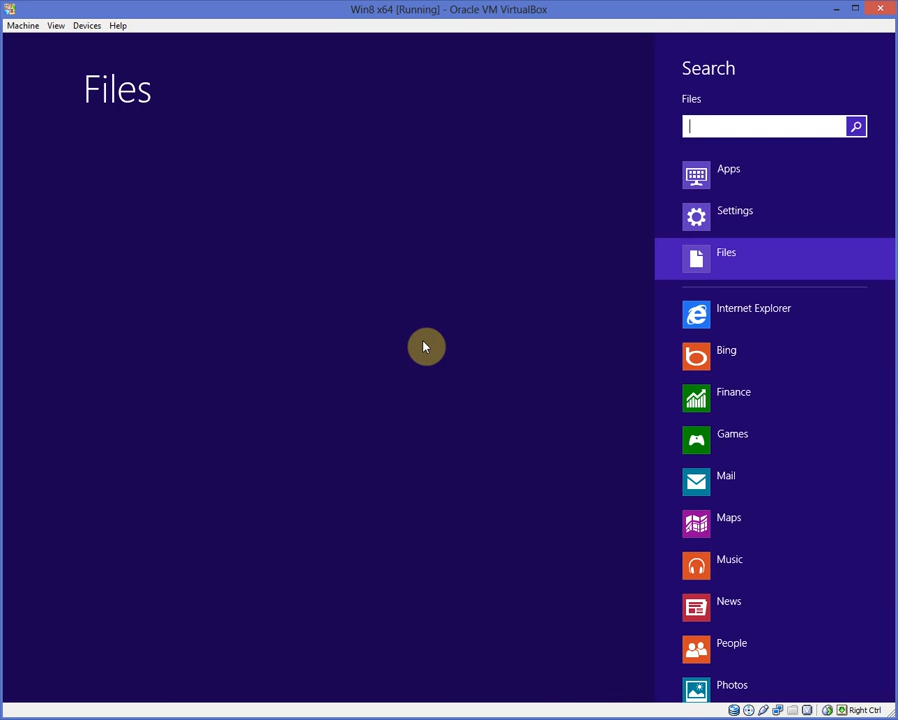 Win8 x64 [Running] - Oracle VM VirtualBox
Machine View Devices Help
Files
Search
Files
Apps
Settings
Files
Internet Explorer
Bing
Finance
Games
Mail
Maps
Music
News
People
Photos
Right Ctrl